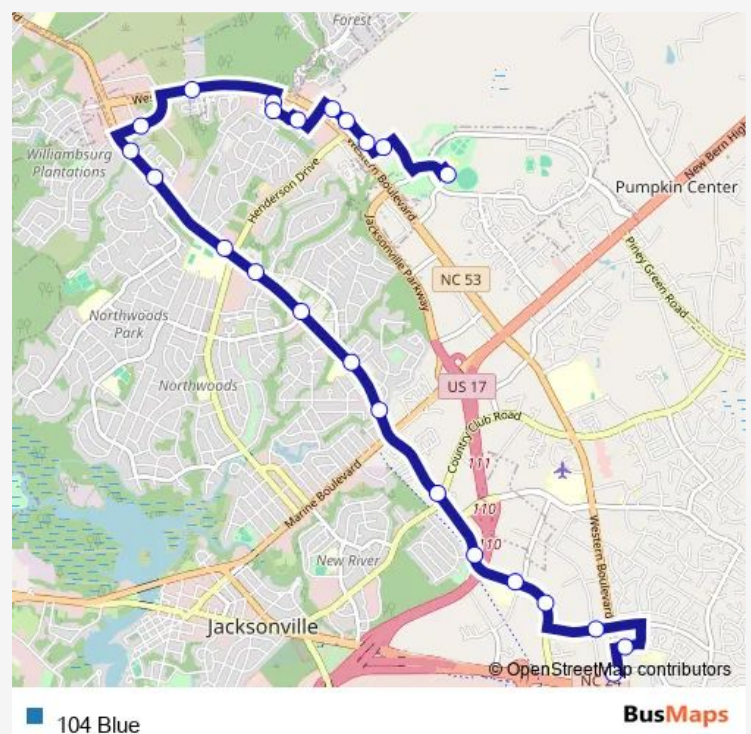 Forest
Wes
Williambsurg
Plantations
Henderson Drive
Western Boulevard
Jacksonville Parkway
New Bern Hig
Pumpkin Center
Piney Green Road
NC 53
Northwoods
Park
Northwoods
US 17
Country Club Road
111
Marine Boulevard
110
110
New River
Western Boulevard
Jacksonville
© OpenStreetMap contributors
NC 24
104 Blue
BusMaps